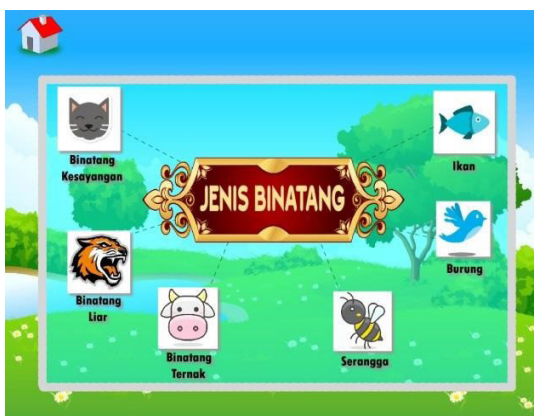 JENIS BINATANG
Binatang
Kesayangan
Ikan
Burung
Binatang
Liar
Binatang
Ternak
Serangga